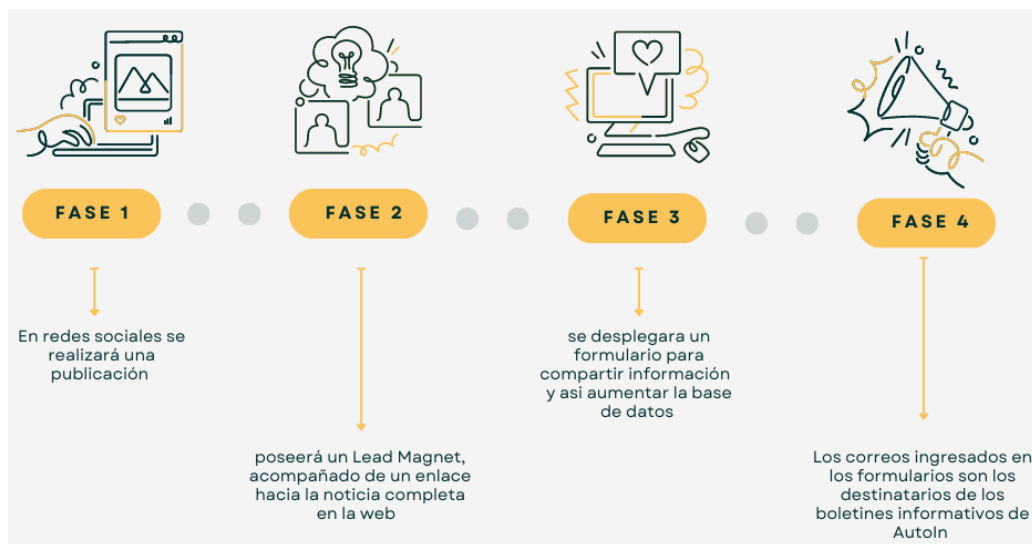 FASE 1
FASE 2
FASE 3
FASE 4
En redes sociales se
realizará una
publicación
poseerá un Lead Magnet,
acompañado de un enlace
hacia la noticia completa
en la web
se desplegara un
formulario para
compartir información
y asi aumentar la base
de datos
Los correos ingresados en
los formularios son los
destinatarios de los
boletines informativos de
AutoIn